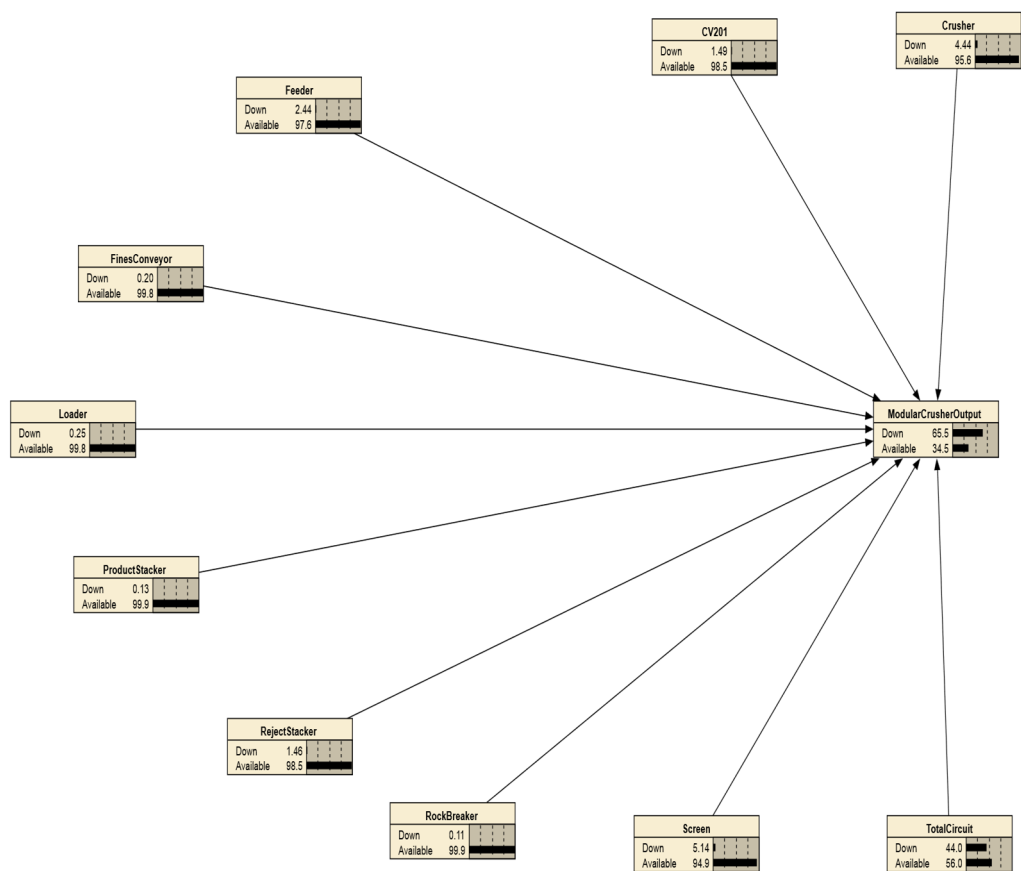 CV201
Down 1.49
Available 98.5
Crusher
Down 4.44
Available 95.6
Feeder
Down 2.44
Available 97.6
FinesConveyor
Down 0.20
Available 99.8
Loader
Down 0.25
Available 99.8
ModularCrusherOutput
Down 65.5
Available 34.5
ProductStacker
Down 0.13
Available 99.9
RejectStacker
Down 1.46
Available 98.5
RockBreaker
Down 0.11
Available 99.9
Screen
Down 5.14
Available 94.9
TotalCircuit
Down 44.0
Available 56.0